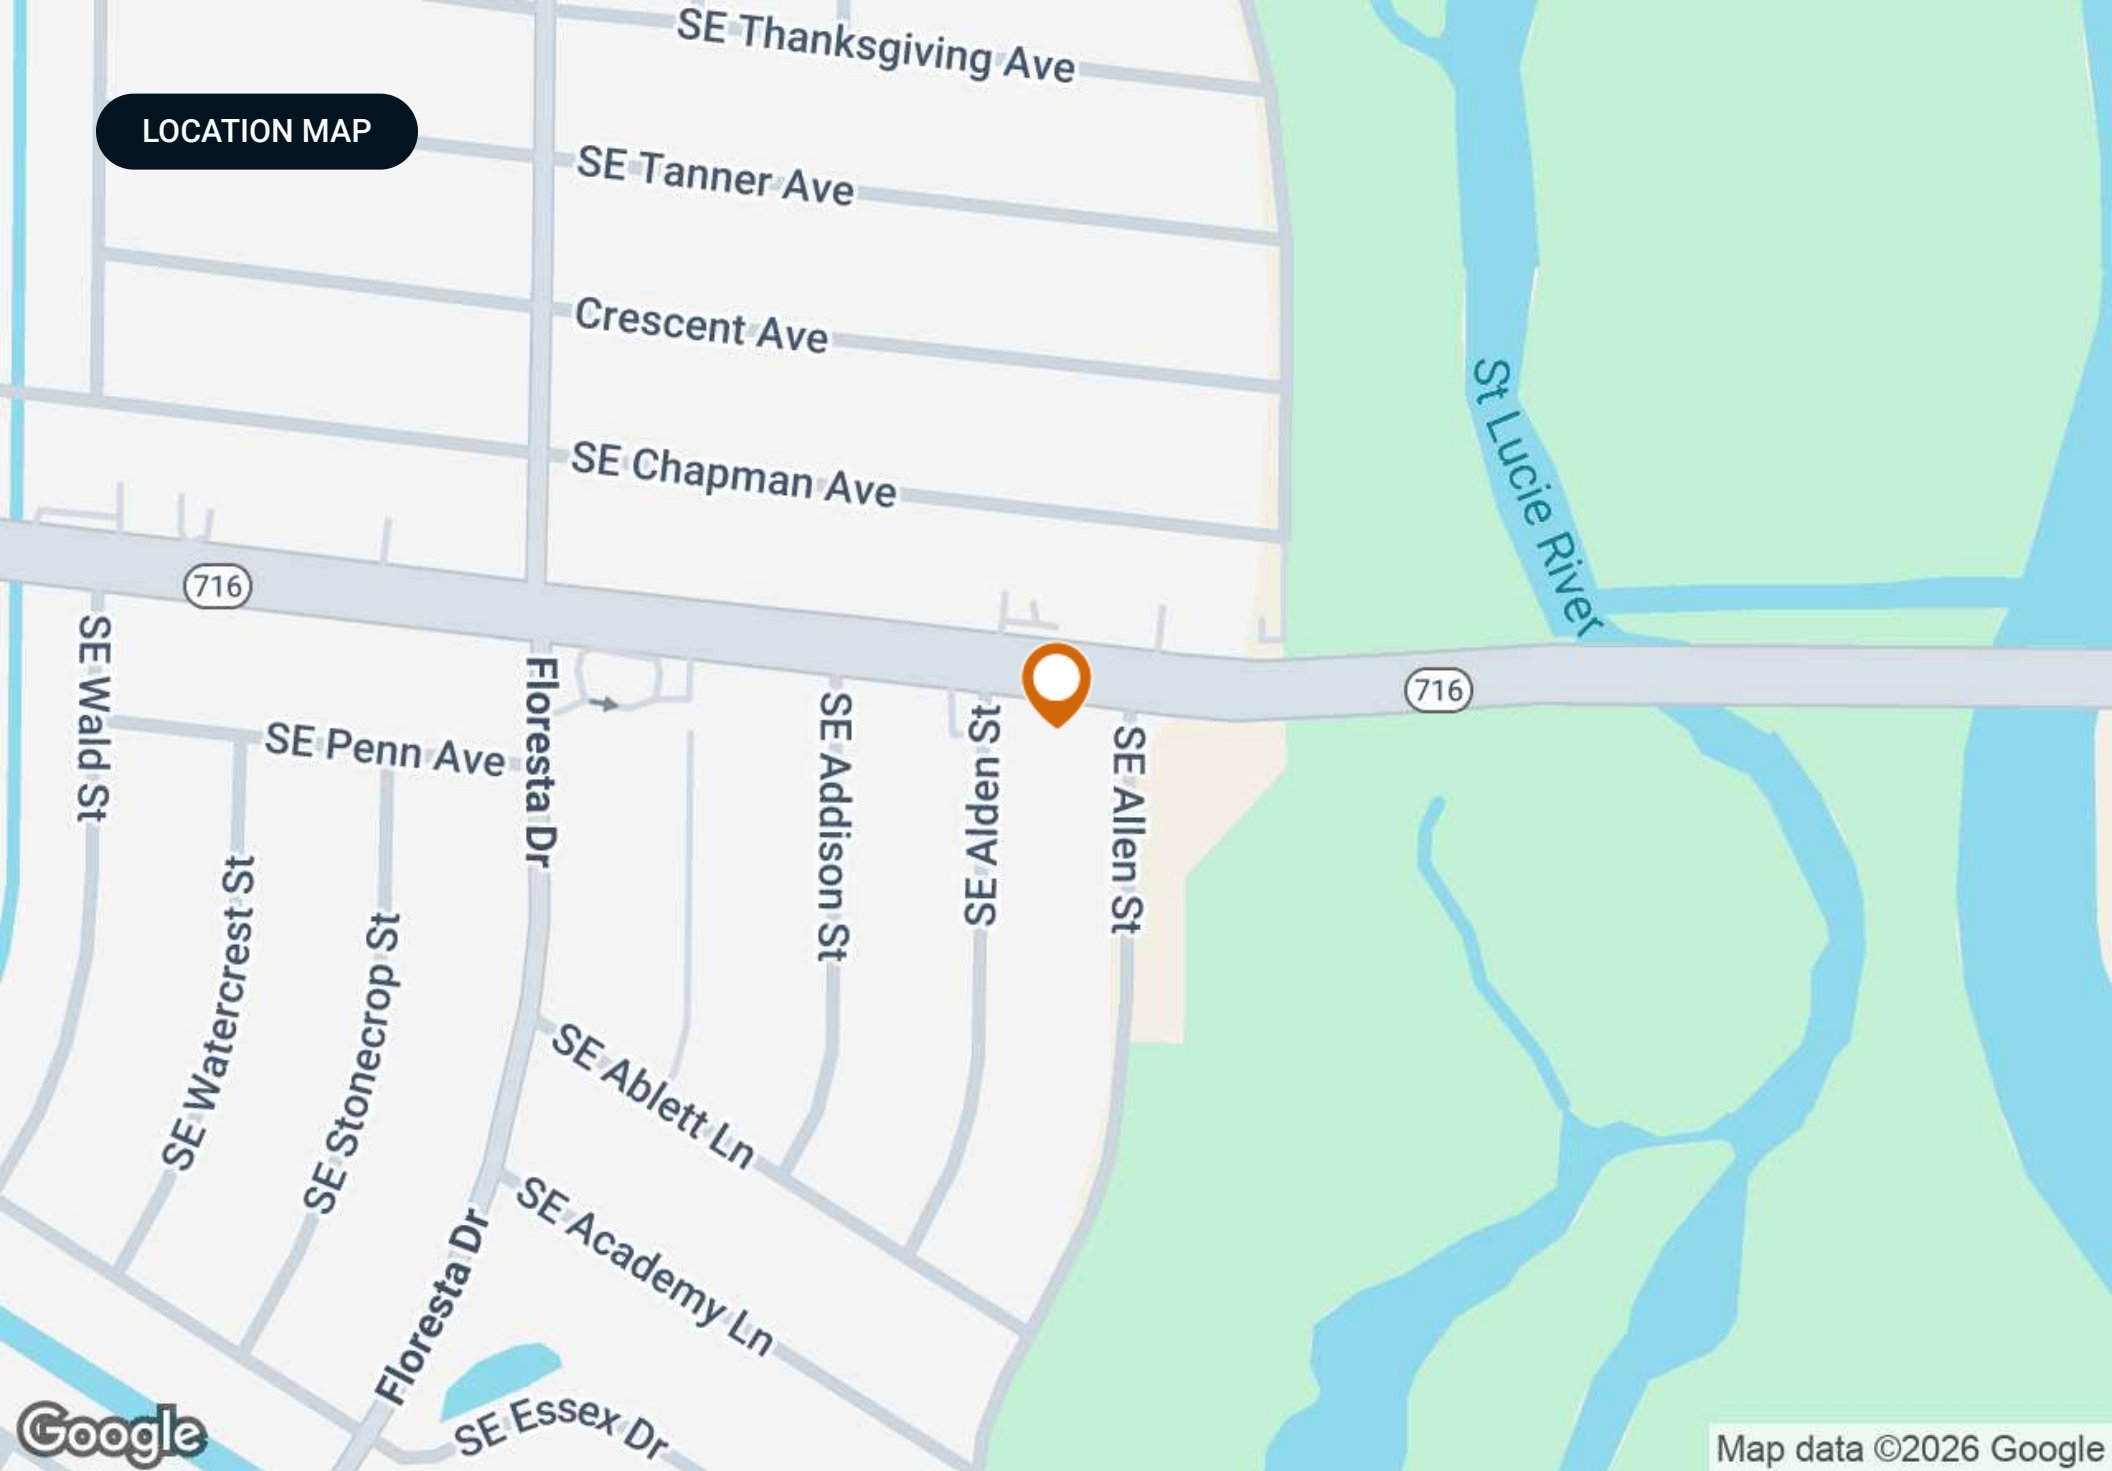 SE Thanksgiving Ave
LOCATION MAP
SE Tanner Ave
Crescent Ave
St Lucie River
SE Chapman Ave
716
716
SE Wald St
Floresta Dr
SE Penn Ave
SE Addison St
SE Alden St
SE Allen St
SE Watercrest St
SE Stonecrop St
SE Ablett Ln
SE Academy Ln
Floresta Dr
SE Essex Dr
Google
Map data ©2026 Google